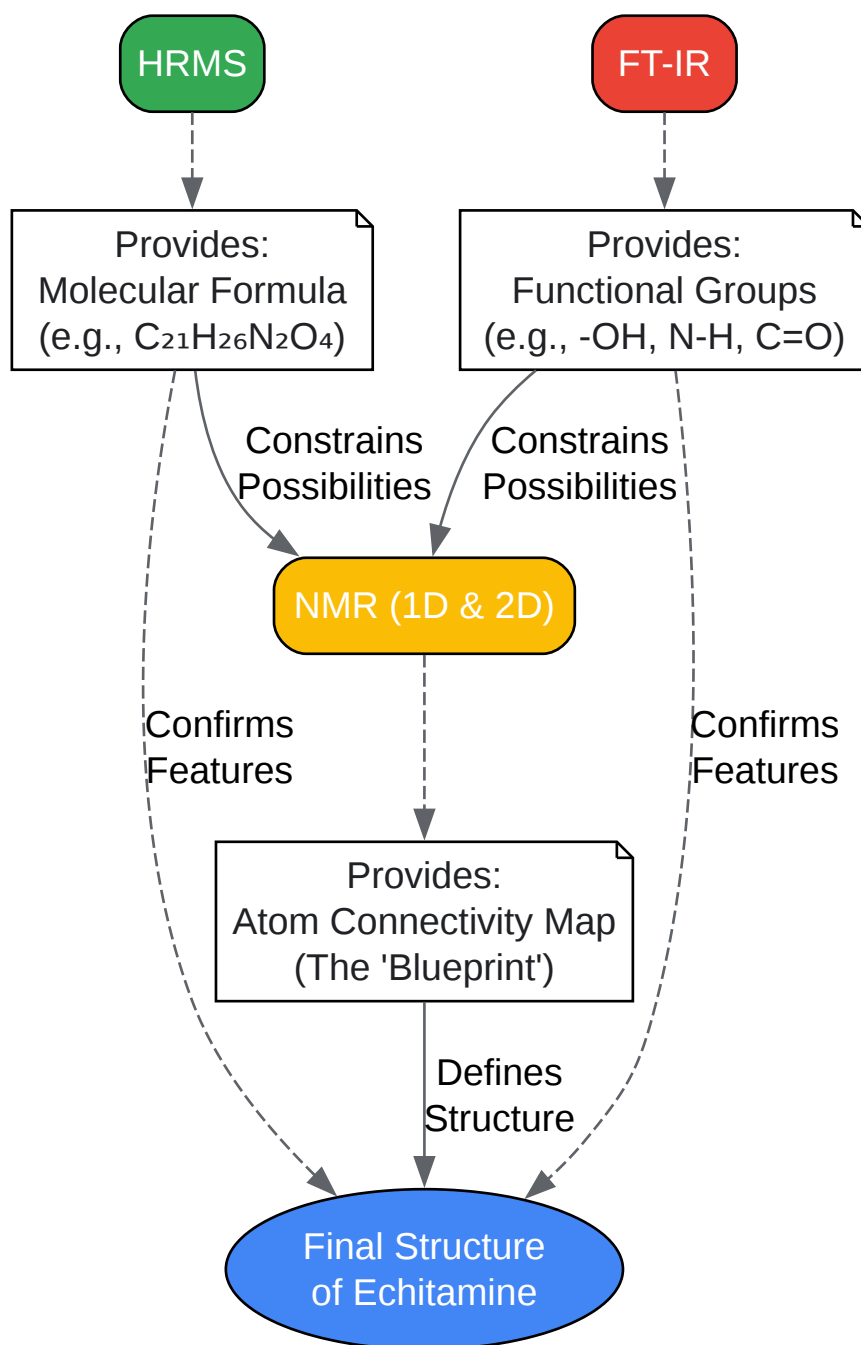 HRMS
FT-IR
Provides:
Molecular Formula
(e.g., C₂₁H₂₆N₂O₄)
Provides:
Functional Groups
(e.g., -OH, N-H, C=O)
Constrains
Possibilities
Constrains
Possibilities
NMR (1D & 2D)
Confirms
Features
Confirms
Features
Provides:
Atom Connectivity Map
(The 'Blueprint')
Defines
Structure
Final Structure
of Echitamine